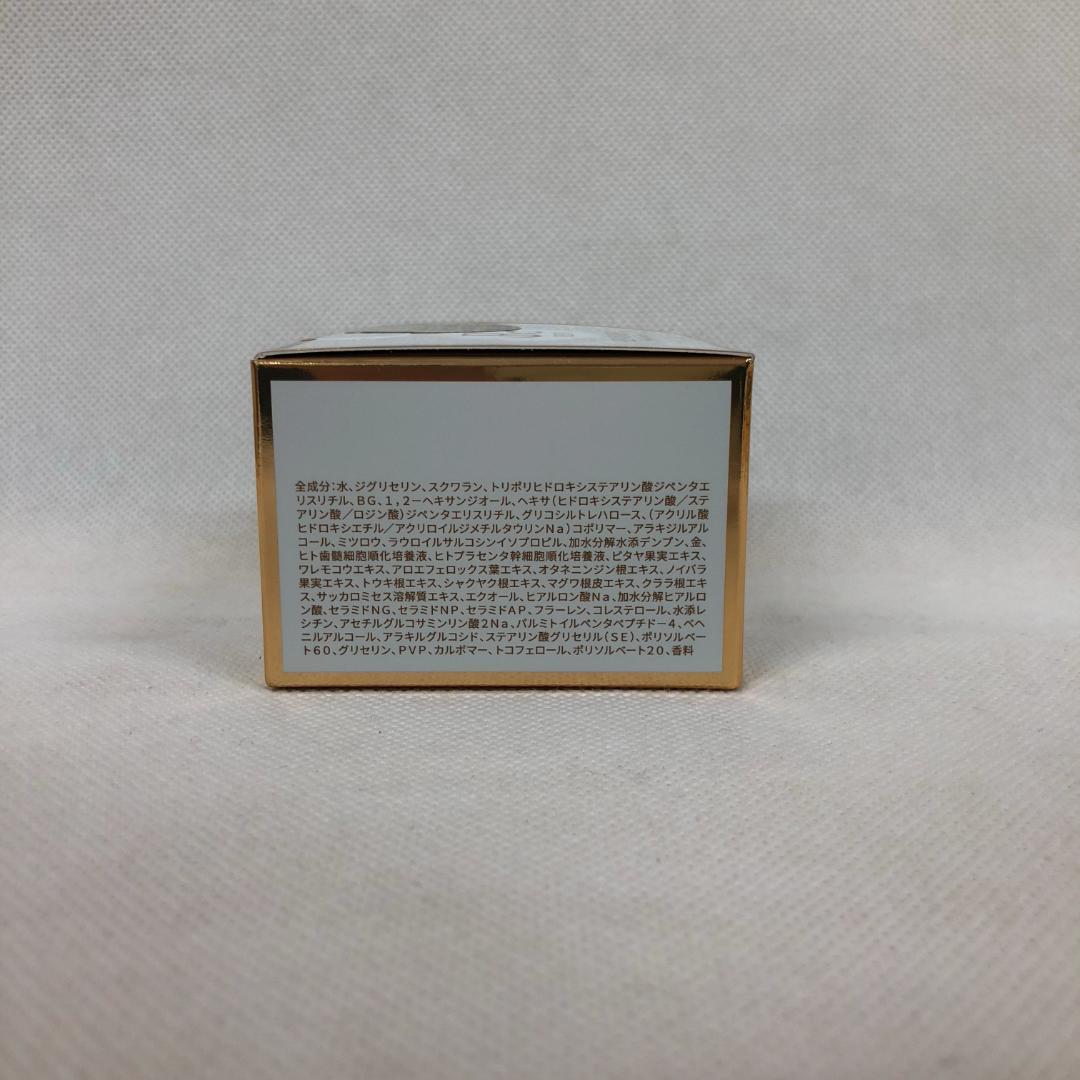 全成分：水、ジグリセリン、スクワラン、トリポリヒドロキシステアリン酸ジペンタエ
リスリチル、BG、1,2－ヘキサンジオール、ヘキサ（ヒドロキシステアリン酸／ステ
アリン酸／ロジン酸）ジペンタエリスリチル、グリコシルトレハロース、（アクリル酸
ヒドロキシエチル／アクリロイルジメチルタウリンNa）コポリマー、アラキジルアル
コール、ミツロウ、ラウロイルサルコシンイソプロピル、加水分解水添デンプン、金、
ヒト歯髄細胞順化培養液、ヒトプラセンタ幹細胞順化培養液、ピタヤ果実エキス、
ワレモコウエキス、アロエフェロックス葉エキス、オタネニンジン根エキス、ノイバラ
果実エキス、トウキ根エキス、シャクヤク根エキス、マグワ根皮エキス、クララ根エキ
ス、サッカロミセス溶解質エキス、エクオール、ヒアルロン酸Na、加水分解ヒアルロ
ン酸、セラミドNG、セラミドNP、セラミドAP、フラーレン、コレステロール、水添レ
シチン、アセチルグルコサミンリン酸2Na、パルミトイルペンタペプチド－4、ベヘ
ニルアルコール、アラキルグルコシド、ステアリン酸グリセリル（SE）、ポリソルベー
ト60、グリセリン、PVP、カルボマー、トコフェロール、ポリソルベート20、香料